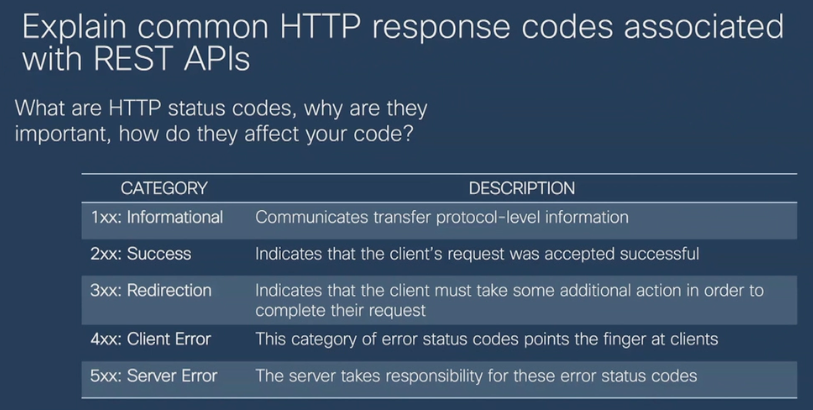 Explain common HTTP response codes associated
with REST APIs
What are HTTP status codes, why are they
important, how do they affect your code?
CATEGORY DESCRIPTION
1xx: Informational Communicates transfer protocol-level information
2xx: Success Indicates that the client's request was accepted successful
3xx: Redirection Indicates that the client must take some additional action in order to
complete their request
4xx: Client Error This category of error status codes points the finger at clients
5xx: Server Error The server takes responsibility for these error status codes